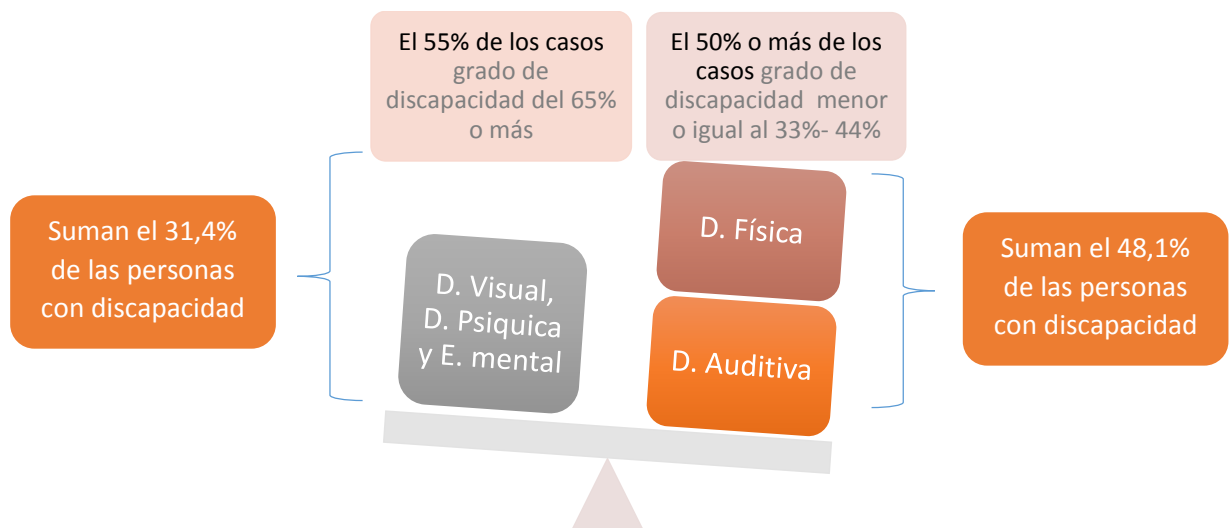 El 55% de los casos
grado de
discapacidad del 65%
o más
El 50% o más de los
casos grado de
discapacidad menor
o igual al 33%- 44%
Suman el 31,4%
de las personas
con discapacidad
D. Visual,
D. Psiquica
y E. mental
D. Física
D. Auditiva
Suman el 48,1%
de las personas
con discapacidad